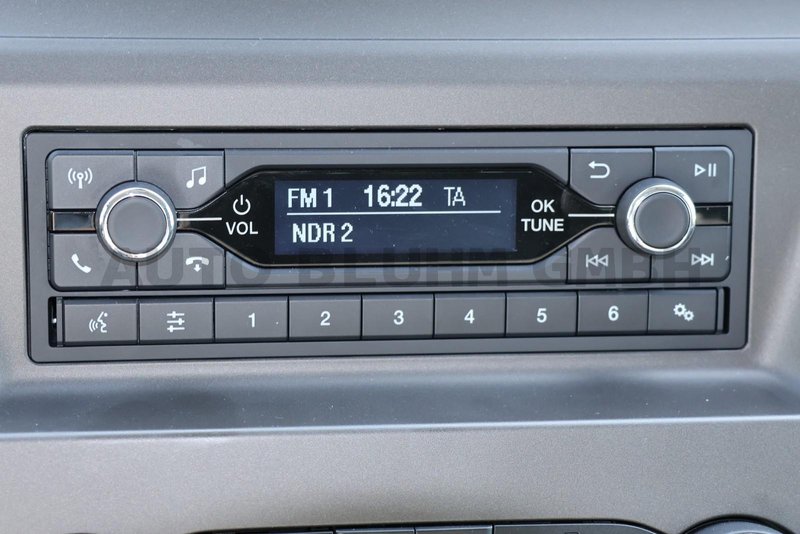 FM 1 16:22 TA
NDR 2
VOL
OK
TUNE
AUTO BLUHM GMBH
1 2 3 4 5 6